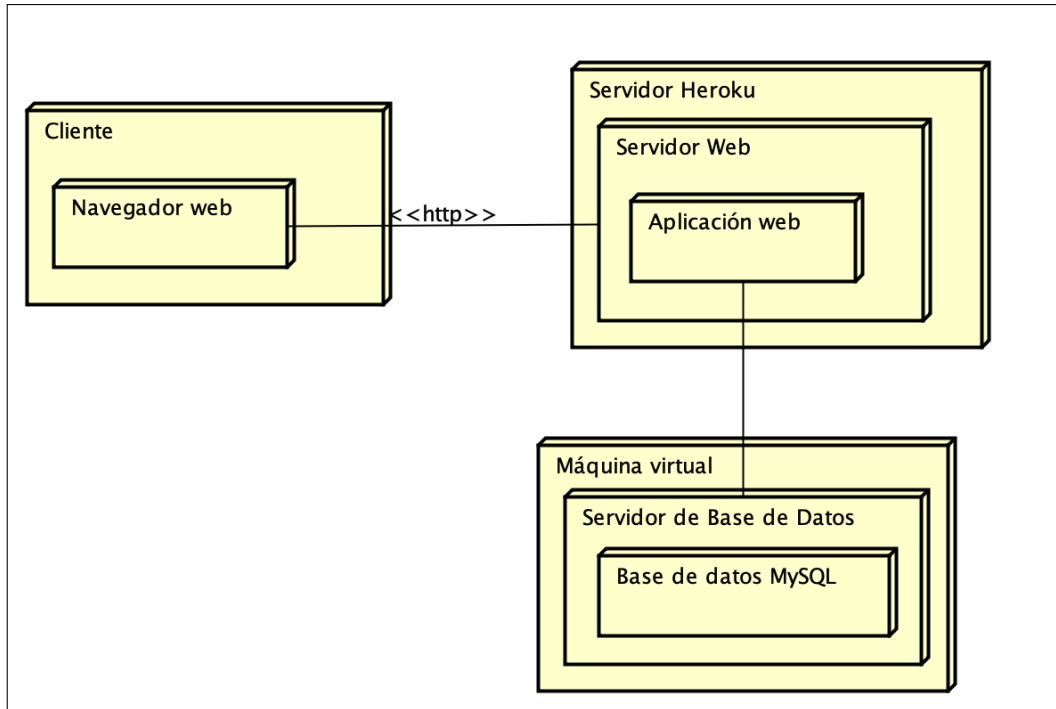 Cliente
Navegador web
<<http>>
Servidor Heroku
Servidor Web
Aplicación web
Máquina virtual
Servidor de Base de Datos
Base de datos MySQL